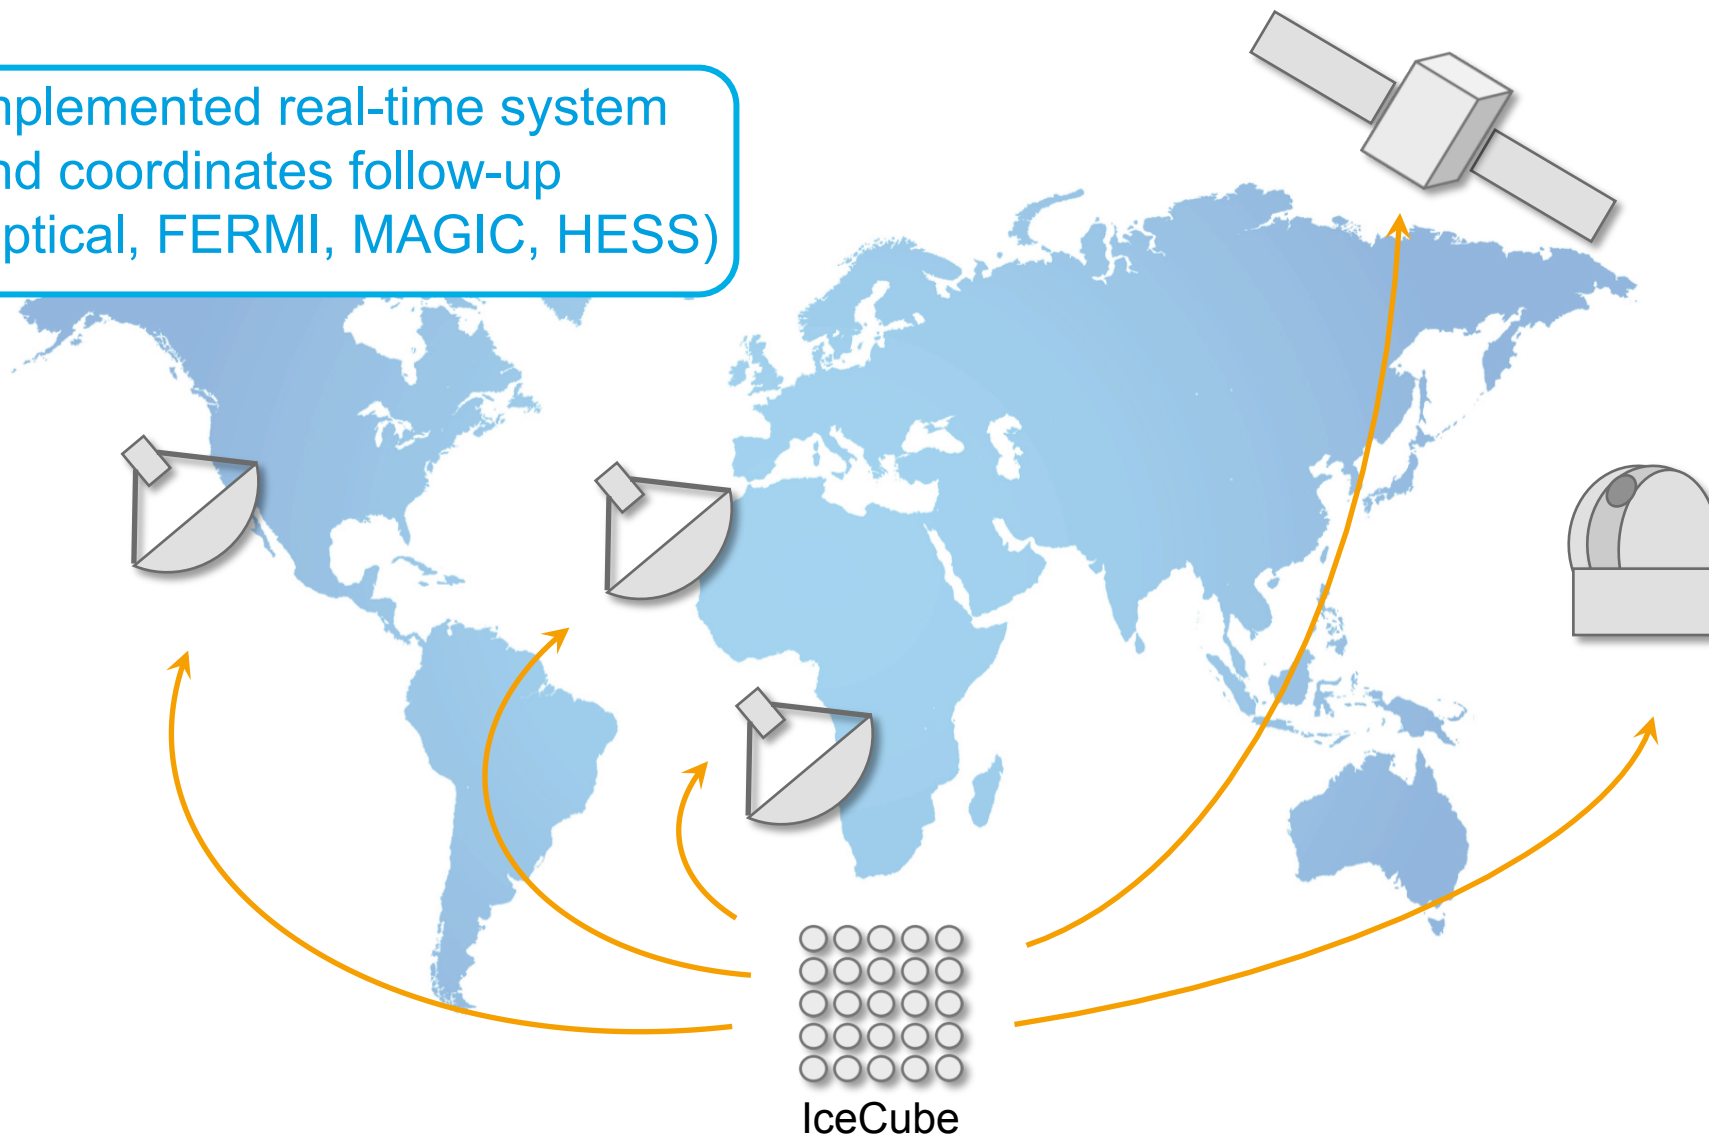 nplemented real-time system
nd coordinates follow-up
ptical, FERMI, MAGIC, HESS)
IceCube